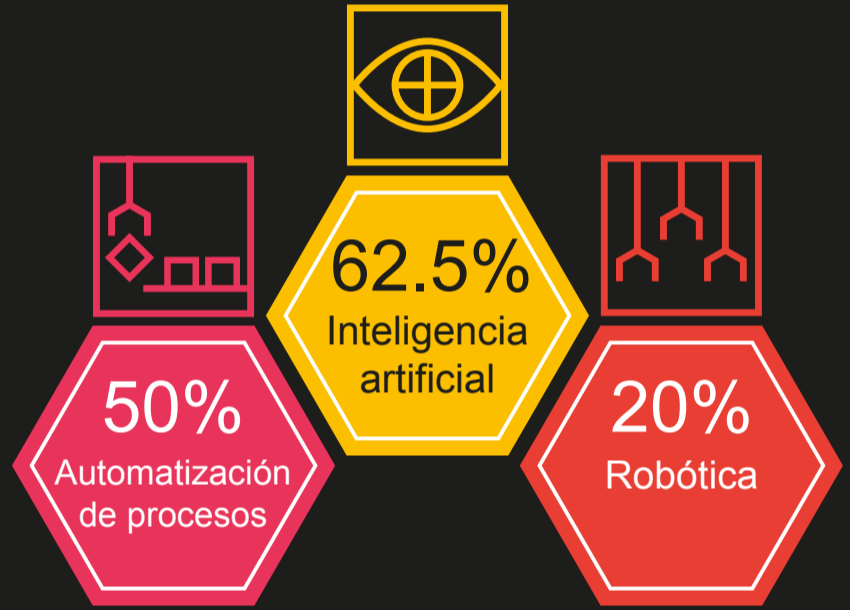 62.5%
Inteligencia
artificial
50%
Automatización
de procesos
20%
Robótica